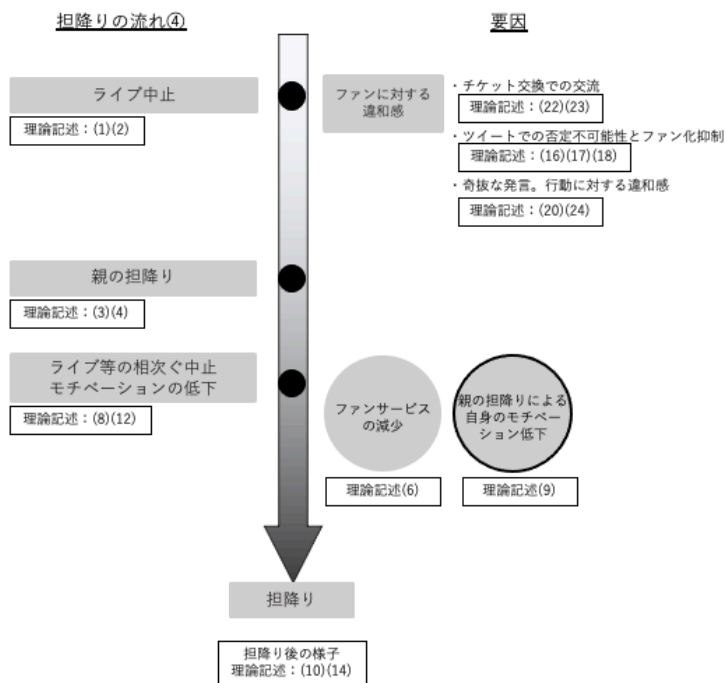 担降りの流れ④
要因
ライブ中止
理論記述：(1)(2)
ファンに対する
違和感
・チケット交換での交流
理論記述：(22)(23)
・ツイートでの否定不可能性とファン化抑制
理論記述：(16)(17)(18)
・奇抜な発言。行動に対する違和感
理論記述：(20)(24)
親の担降り
理論記述：(3)(4)
ライブ等の相次ぐ中止
モチベーションの低下
理論記述：(8)(12)
ファンサービス
の減少
理論記述(6)
親の担降りによる
自身のモチベー
ション低下
理論記述(9)
担降り
担降り後の様子
理論記述：(10)(14)